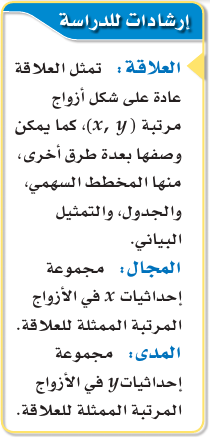 إرشادات للدراسة
العلاقة: تمثل العلاقة
عادة على شكل أزواج
مرتبة (x, y)، كما يمكن
وصفها بعدة طرق أخرى،
منها المخطط السهمي،
والجدول، والتمثيل
البياني.
المجال: مجموعة
إحداثيات x في الأزواج
المرتبة الممثلة للعلاقة.
المدى: مجموعة
إحداثيات y في الأزواج
المرتبة الممثلة للعلاقة.